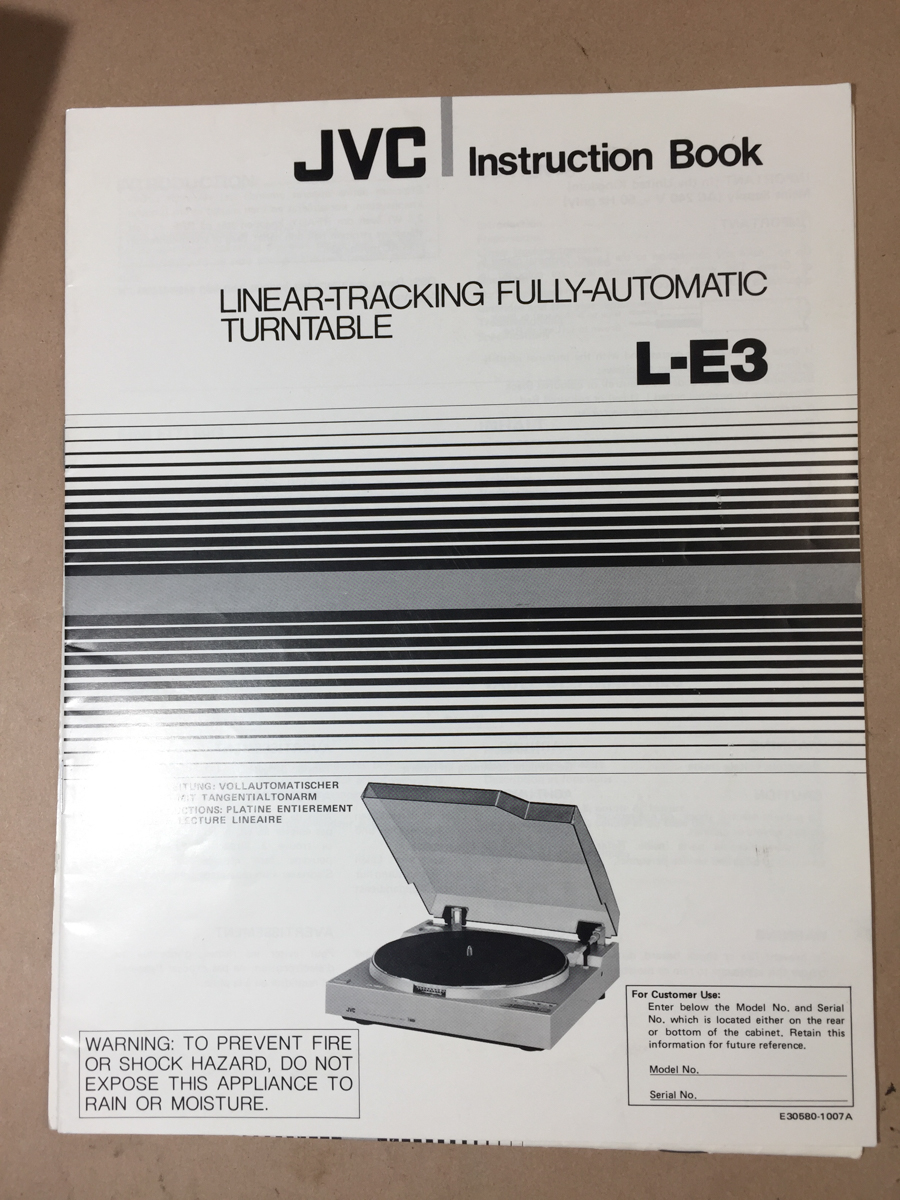 JVC
Instruction Book
LINEAR-TRACKING FULLY-AUTOMATIC
TURNTABLE
L-E3
VOLLAUTOMATISCHER
TANGENTIALTONARM
PLATINE ENTIEREMENT
LECTURE LINEAIRE
JVC
WARNING: TO PREVENT FIRE
OR SHOCK HAZARD, DO NOT
EXPOSE THIS APPLIANCE TO
RAIN OR MOISTURE.
For Customer Use:
Enter below the Model No. and Serial
No. which is located either on the rear
or bottom of the cabinet. Retain this
information for future reference.
Model No.
Serial No.
E30580-1007A